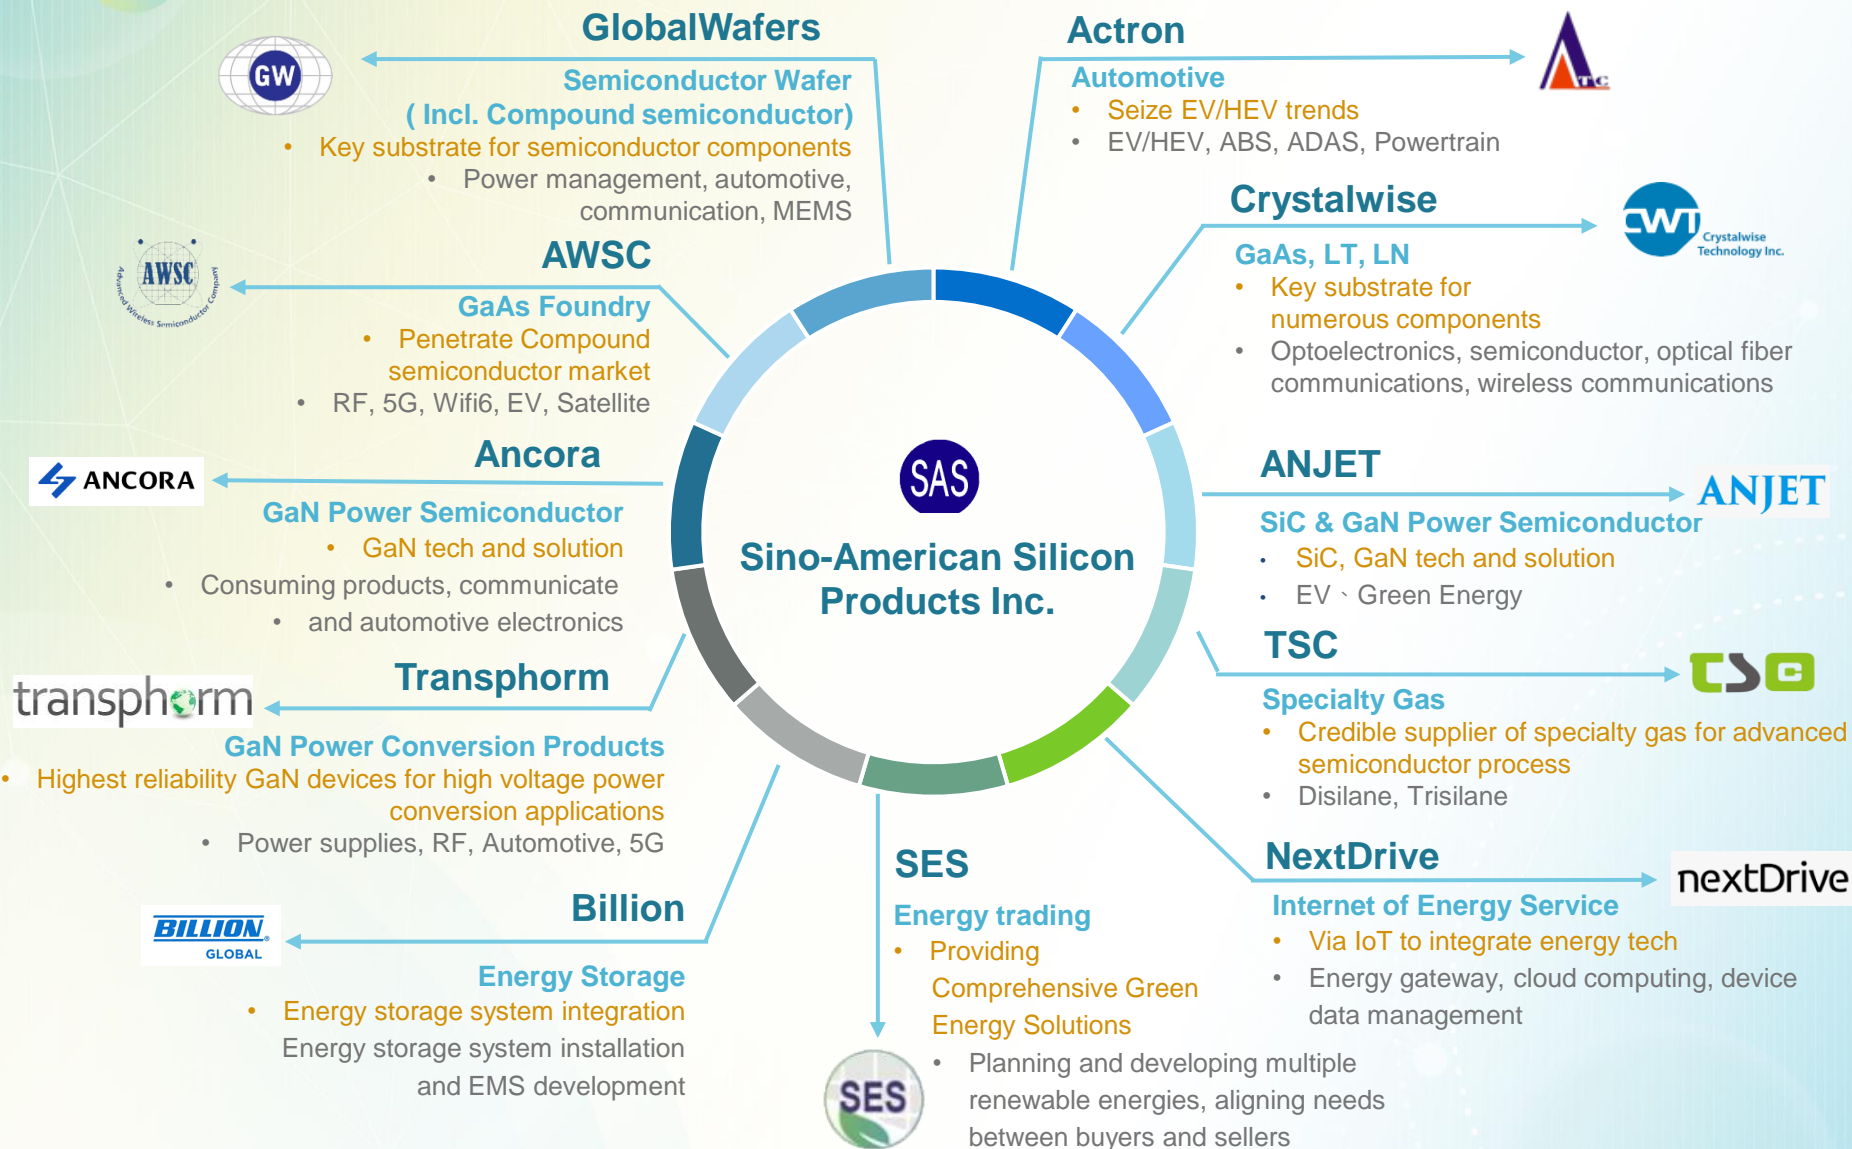 GlobalWafers
GW
Semiconductor Wafer
( Incl. Compound semiconductor)
• Key substrate for semiconductor components
• Power management, automotive,
communication, MEMS
AWSC
AWSC
Advanced Wireless Semiconductor Company
GaAs Foundry
• Penetrate Compound
semiconductor market
• RF, 5G, Wifi6, EV, Satellite
Ancora
ANCORA
GaN Power Semiconductor
• GaN tech and solution
• Consuming products, communicate
• and automotive electronics
Transphorm
transphorm
GaN Power Conversion Products
• Highest reliability GaN devices for high voltage power
conversion applications
• Power supplies, RF, Automotive, 5G
Billion
BILLION®
GLOBAL
Energy Storage
• Energy storage system integration
Energy storage system installation
and EMS development
SAS
Sino-American Silicon
Products Inc.
SES
Energy trading
• Providing
Comprehensive Green
Energy Solutions
• Planning and developing multiple
renewable energies, aligning needs
between buyers and sellers
SES
Actron
ATC
Automotive
• Seize EV/HEV trends
• EV/HEV, ABS, ADAS, Powertrain
Crystalwise
CWT
Crystalwise
Technology Inc.
GaAs, LT, LN
• Key substrate for
numerous components
• Optoelectronics, semiconductor, optical fiber
communications, wireless communications
ANJET
ANJET
SiC & GaN Power Semiconductor
• SiC, GaN tech and solution
• EV、Green Energy
TSC
TSC
Specialty Gas
• Credible supplier of specialty gas for advanced
semiconductor process
• Disilane, Trisilane
NextDrive
nextDrive
Internet of Energy Service
• Via IoT to integrate energy tech
• Energy gateway, cloud computing, device
data management